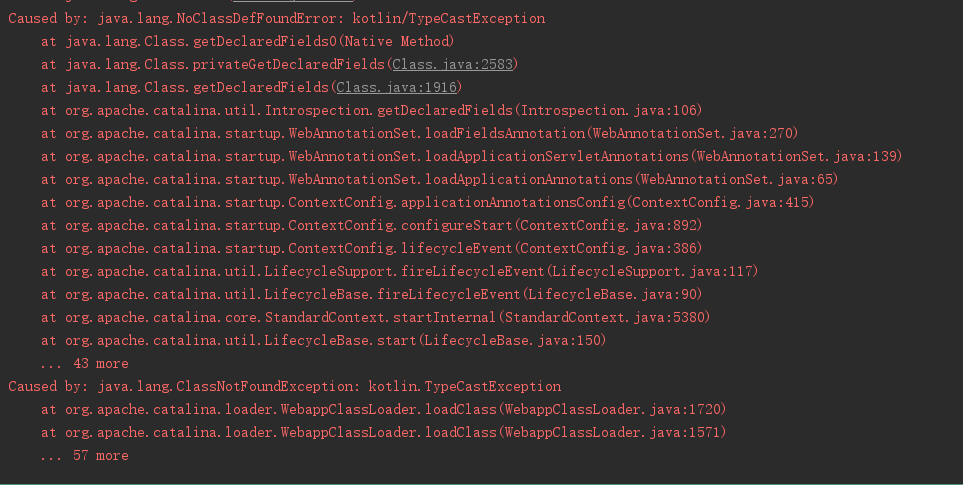 Caused by: java.lang.NoClassDefFoundError: kotlin/TypeCastException
at java.lang.Class.getDeclaredFields0(Native Method)
at java.lang.Class.privateGetDeclaredFields(Class.java:2583)
at java.lang.Class.getDeclaredFields(Class.java:1916)
at org.apache.catalina.util.Introspection.getDeclaredFields(Introspection.java:106)
at org.apache.catalina.startup.WebAnnotationSet.loadFieldsAnnotation(WebAnnotationSet.java:270)
at org.apache.catalina.startup.WebAnnotationSet.loadApplicationServletAnnotations(WebAnnotationSet.java:139)
at org.apache.catalina.startup.WebAnnotationSet.loadApplicationAnnotations(WebAnnotationSet.java:65)
at org.apache.catalina.startup.ContextConfig.applicationAnnotationsConfig(ContextConfig.java:415)
at org.apache.catalina.startup.ContextConfig.configureStart(ContextConfig.java:892)
at org.apache.catalina.startup.ContextConfig.lifecycleEvent(ContextConfig.java:386)
at org.apache.catalina.util.LifecycleSupport.fireLifecycleEvent(LifecycleSupport.java:117)
at org.apache.catalina.util.LifecycleBase.fireLifecycleEvent(LifecycleBase.java:90)
at org.apache.catalina.core.StandardContext.startInternal(StandardContext.java:5380)
at org.apache.catalina.util.LifecycleBase.start(LifecycleBase.java:150)
... 43 more
Caused by: java.lang.ClassNotFoundException: kotlin.TypeCastException
at org.apache.catalina.loader.WebappClassLoader.loadClass(WebappClassLoader.java:1720)
at org.apache.catalina.loader.WebappClassLoader.loadClass(WebappClassLoader.java:1571)
... 57 more